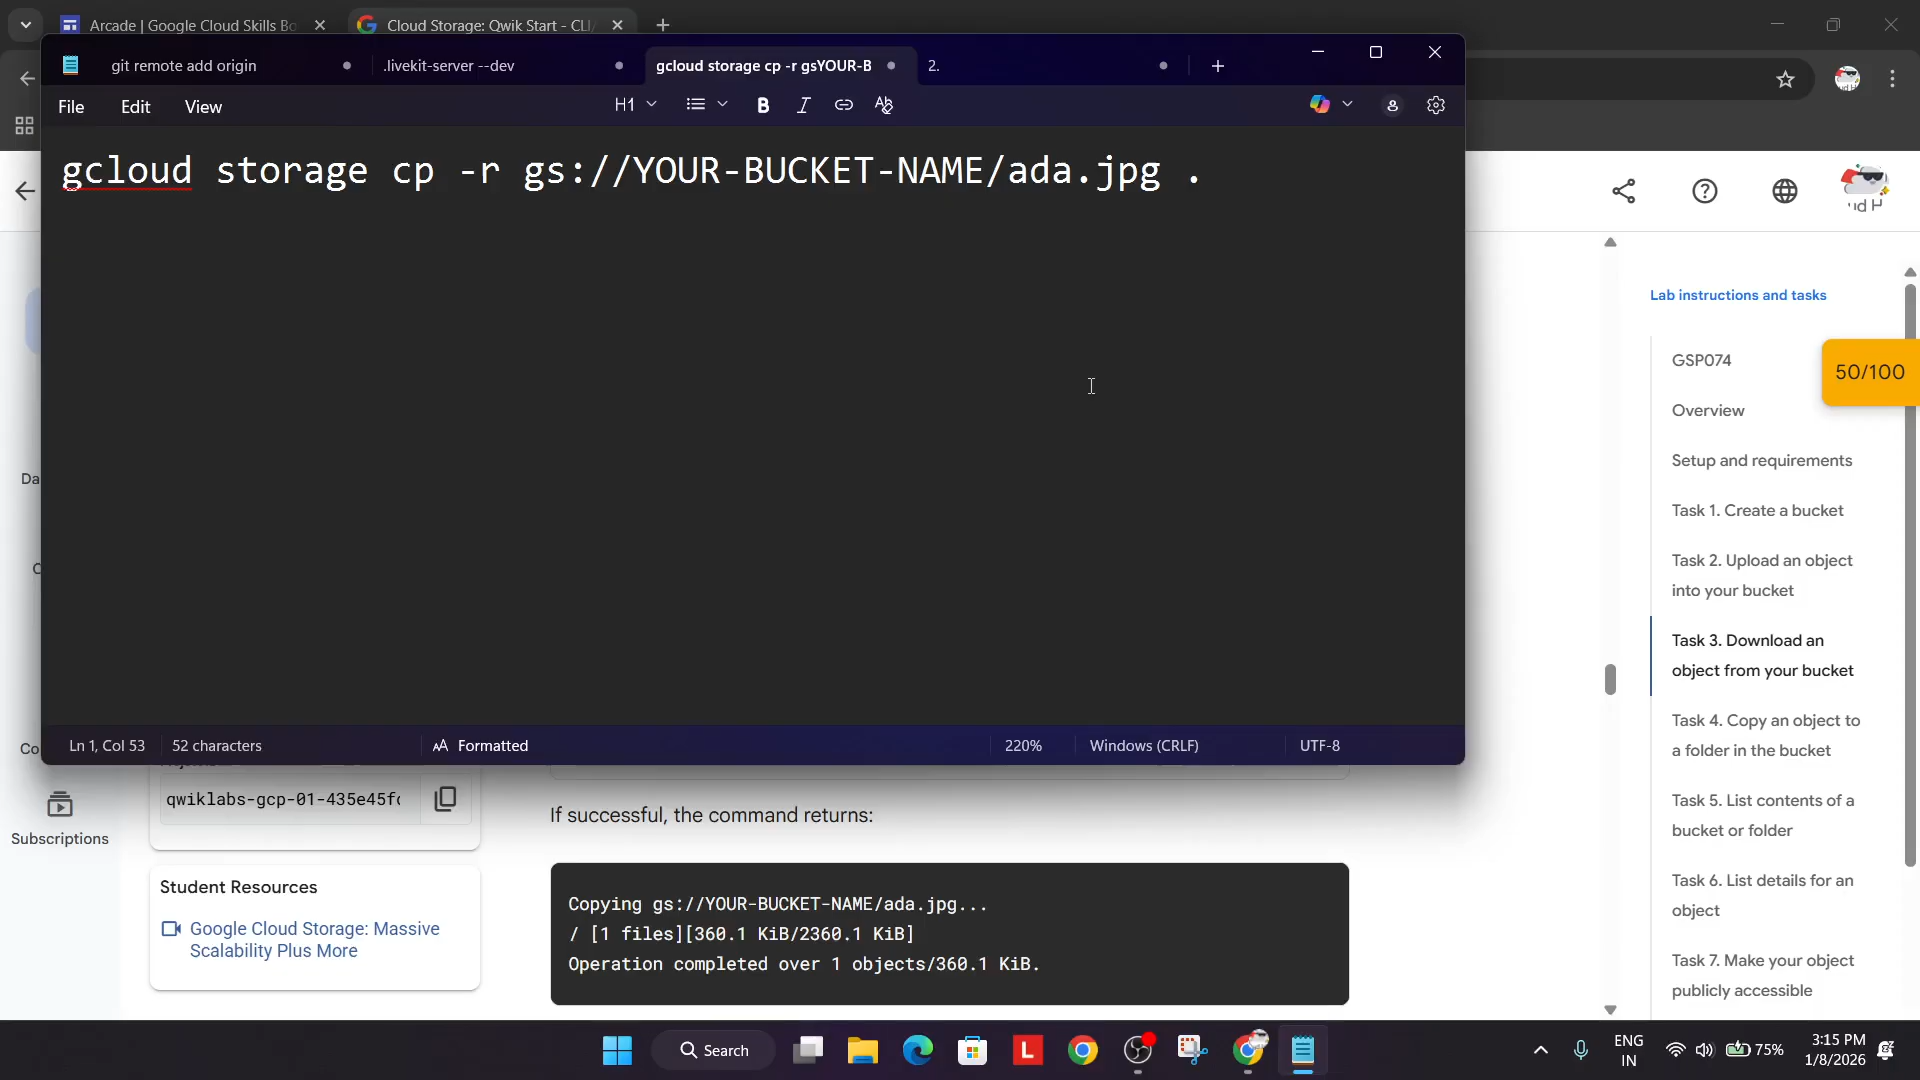 Arcade | Google Cloud Skills Bo
Cloud Storage: Qwik Start - CLI/
git remote add origin
.livekit-server --dev
gcloud storage cp -r gsYOUR-B
2.
File
Edit
View
H1
gcloud storage cp -r gs://YOUR-BUCKET-NAME/ada.jpg .
Ln 1, Col 53
52 characters
Formatted
220%
Windows (CRLF)
UTF-8
Lab instructions and tasks
GSP074
50/100
Overview
Setup and requirements
Task 1. Create a bucket
Task 2. Upload an object
into your bucket
Task 3. Download an
object from your bucket
Task 4. Copy an object to
a folder in the bucket
Task 5. List contents of a
bucket or folder
Task 6. List details for an
object
Task 7. Make your object
publicly accessible
Da
Co
Subscriptions
qwiklabs-gcp-01-435e45f
Student Resources
Google Cloud Storage: Massive
Scalability Plus More
If successful, the command returns:
Copying gs://YOUR-BUCKET-NAME/ada.jpg...
/ [1 files][360.1 KiB/2360.1 KiB]
Operation completed over 1 objects/360.1 KiB.
Search
L
ENG
IN
75%
3:15 PM
1/8/2026